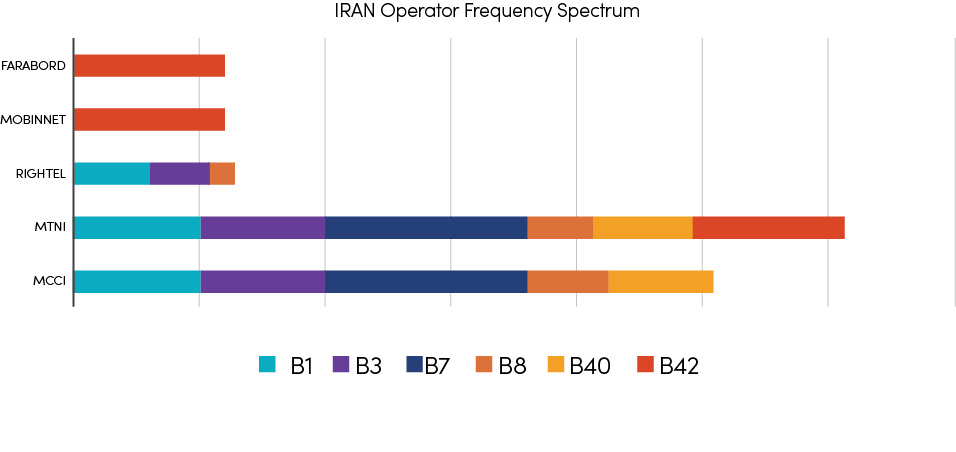 IRAN Operator Frequency Spectrum
FARABORD
MOBINNET
RIGHTEL
MTNI
MCCI
B1 B3 B7 B8 B40 B42